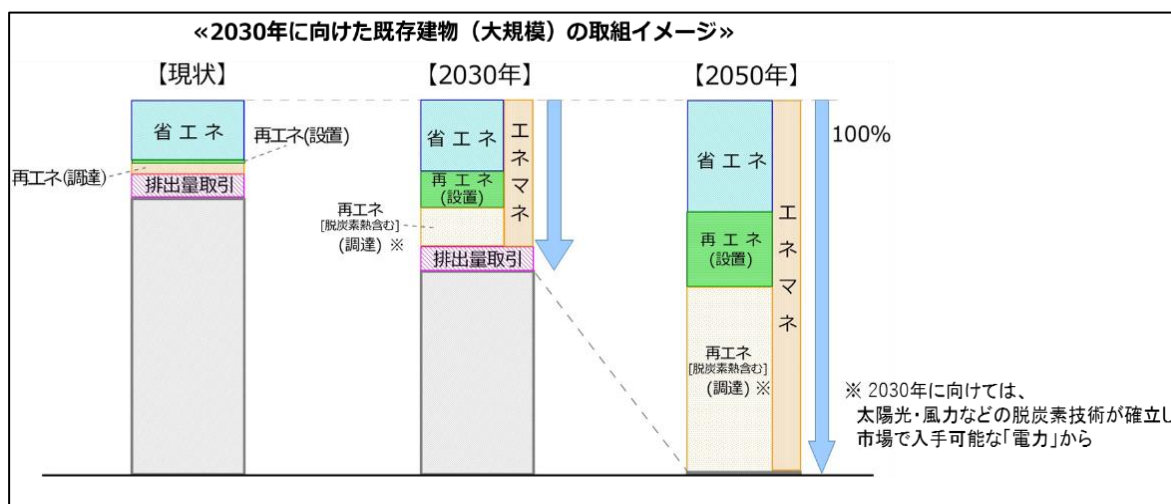 ≪2030年に向けた既存建物（大規模）の取組イメージ≫
【現状】
【2030年】
【2050年】
省エネ
再エネ(設置)
再エネ(調達)
排出量取引
省エネ
エネマネ
再エネ
(設置)
再エネ
[脱炭素熱含む]
(調達) ※
排出量取引
100%
省エネ
エネマネ
再エネ
(設置)
再エネ
[脱炭素熱含む]
(調達) ※
※ 2030年に向けては、
太陽光・風力などの脱炭素技術が確立し
市場で入手可能な「電力」から